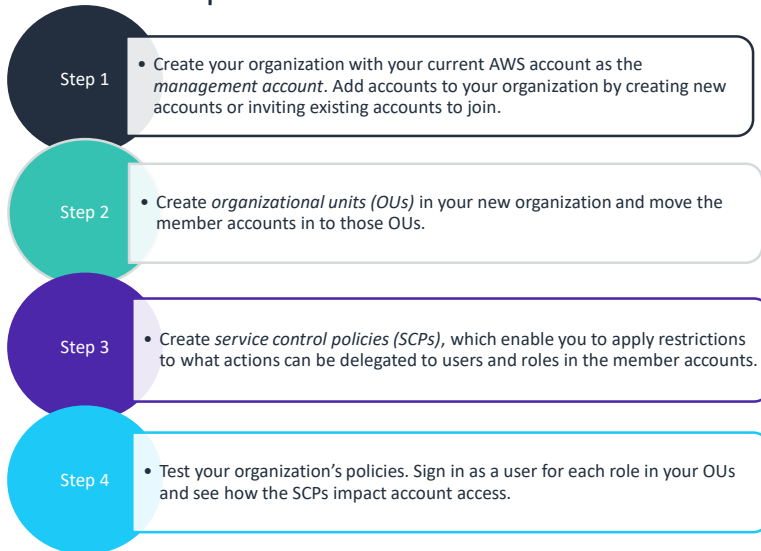 Step 1
• Create your organization with your current AWS account as the
management account. Add accounts to your organization by creating new
accounts or inviting existing accounts to join.
Step 2
• Create organizational units (OUs) in your new organization and move the
member accounts in to those OUs.
Step 3
• Create service control policies (SCPs), which enable you to apply restrictions
to what actions can be delegated to users and roles in the member accounts.
Step 4
• Test your organization’s policies. Sign in as a user for each role in your OUs
and see how the SCPs impact account access.